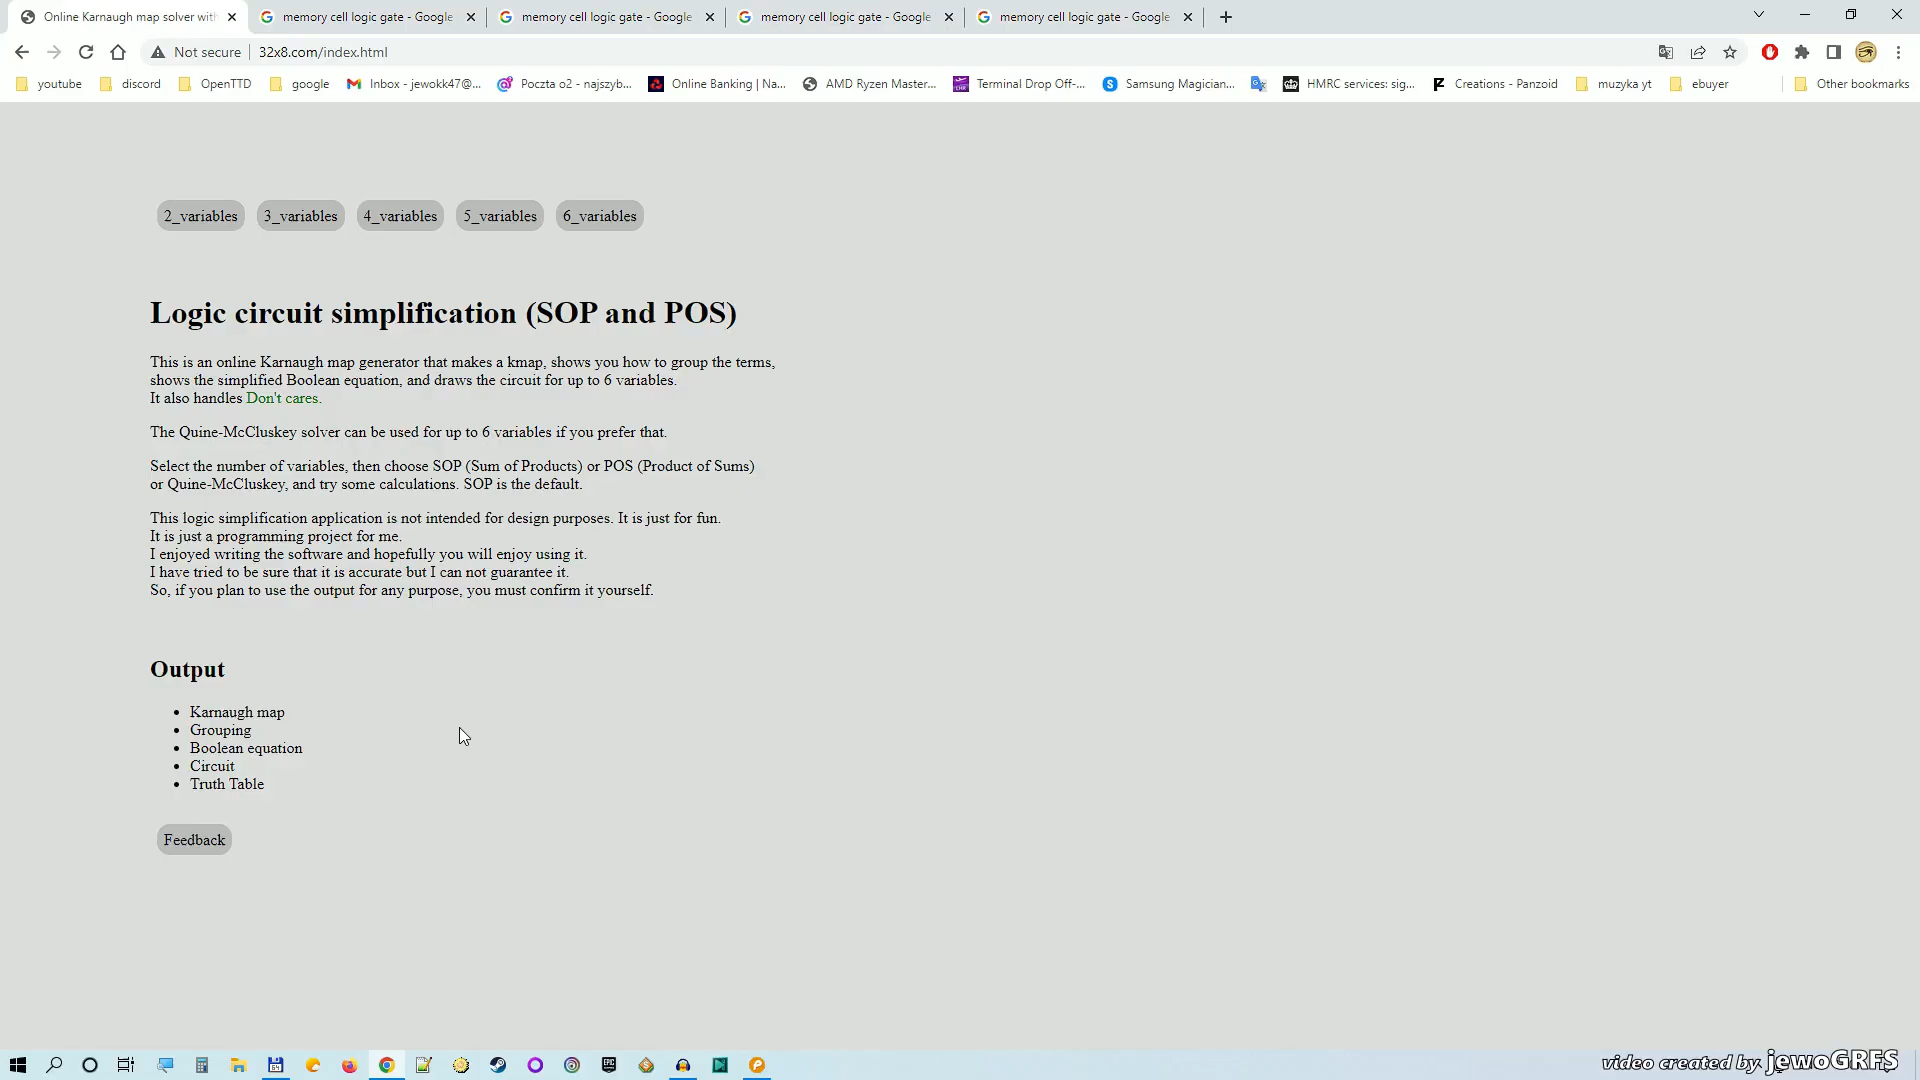 Online Karnaugh map solver with
memory cell logic gate - Google
memory cell logic gate - Google
memory cell logic gate - Google
memory cell logic gate - Google
Not secure
32x8.com/index.html
youtube
discord
OpenTTD
google
Inbox - jewokk47@...
Poczta o2 - najszyb...
Online Banking | Na...
AMD Ryzen Master...
Terminal Drop Off-...
Samsung Magician...
HMRC services: sig...
Creations - Panzoid
muzyka yt
ebuyer
Other bookmarks
2_variables
3_variables
4_variables
5_variables
6_variables
Logic circuit simplification (SOP and POS)
This is an online Karnaugh map generator that makes a kmap, shows you how to group the terms,
shows the simplified Boolean equation, and draws the circuit for up to 6 variables.
It also handles Don't cares.
The Quine-McCluskey solver can be used for up to 6 variables if you prefer that.
Select the number of variables, then choose SOP (Sum of Products) or POS (Product of Sums)
or Quine-McCluskey, and try some calculations. SOP is the default.
This logic simplification application is not intended for design purposes. It is just for fun.
It is just a programming project for me.
I enjoyed writing the software and hopefully you will enjoy using it.
I have tried to be sure that it is accurate but I can not guarantee it.
So, if you plan to use the output for any purpose, you must confirm it yourself.
Output
Karnaugh map
Grouping
Boolean equation
Circuit
Truth Table
Feedback
video created by jewoGRFS